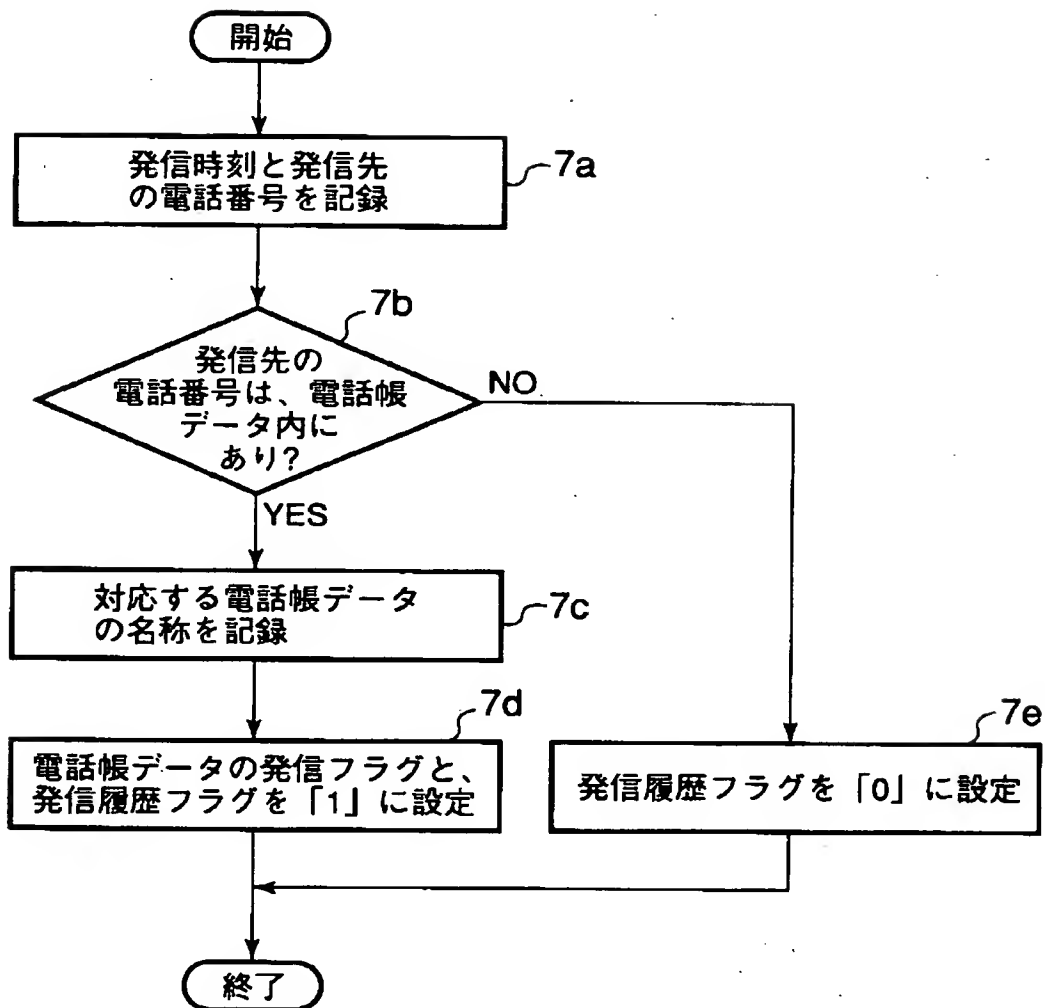 開始
発信時刻と発信先
の電話番号を記録
7a
7b
発信先の
電話番号は、電話帳
データ内に
あり?
NO
YES
対応する電話帳データ
の名称を記録
7c
7d
電話帳データの発信フラグと、
発信履歴フラグを「1」に設定
7e
発信履歴フラグを「0」に設定
終了